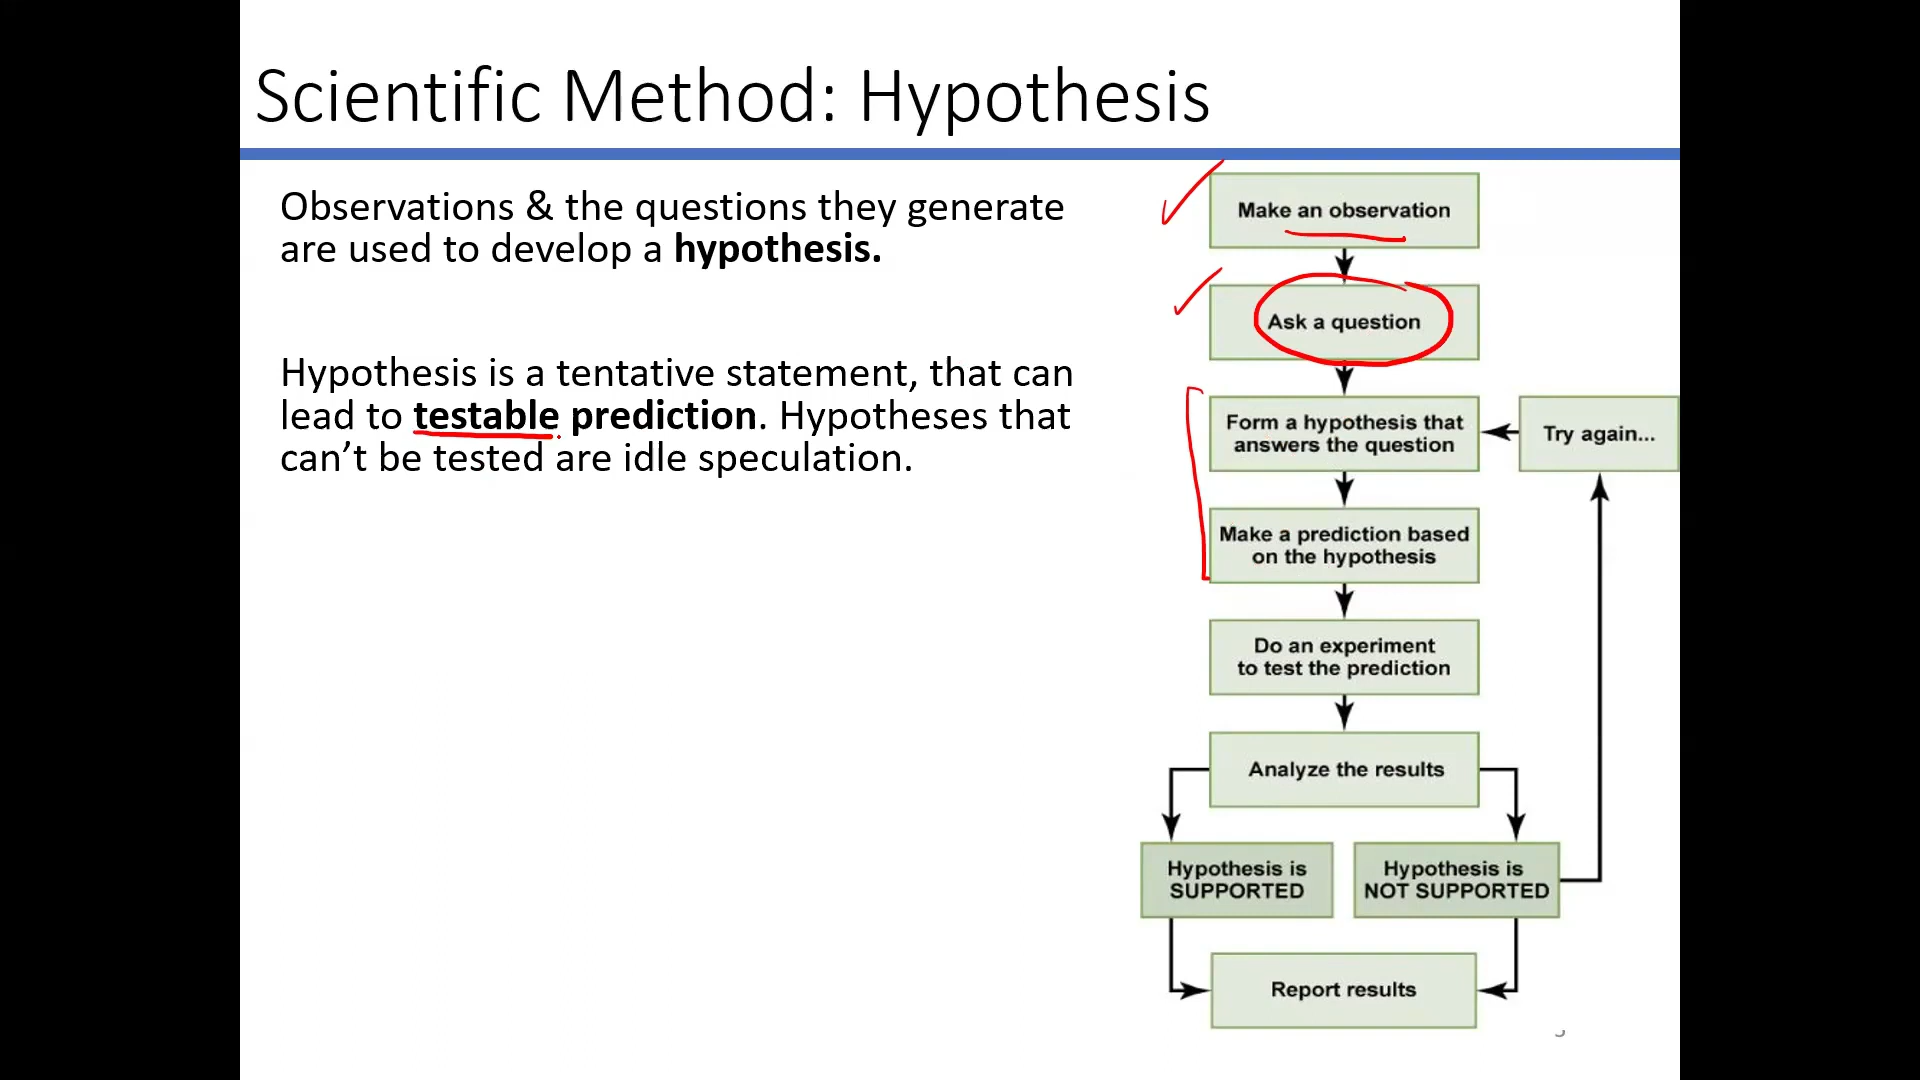 Scientific Method: Hypothesis
Observations & the questions they generate
are used to develop a hypothesis.
Hypothesis is a tentative statement, that can
lead to testable prediction. Hypotheses that
can't be tested are idle speculation.
Make an observation
Ask a question
Form a hypothesis that
answers the question
Try again...
Make a prediction based
on the hypothesis
Do an experiment
to test the prediction
Analyze the results
Hypothesis is
SUPPORTED
Hypothesis is
NOT SUPPORTED
Report results